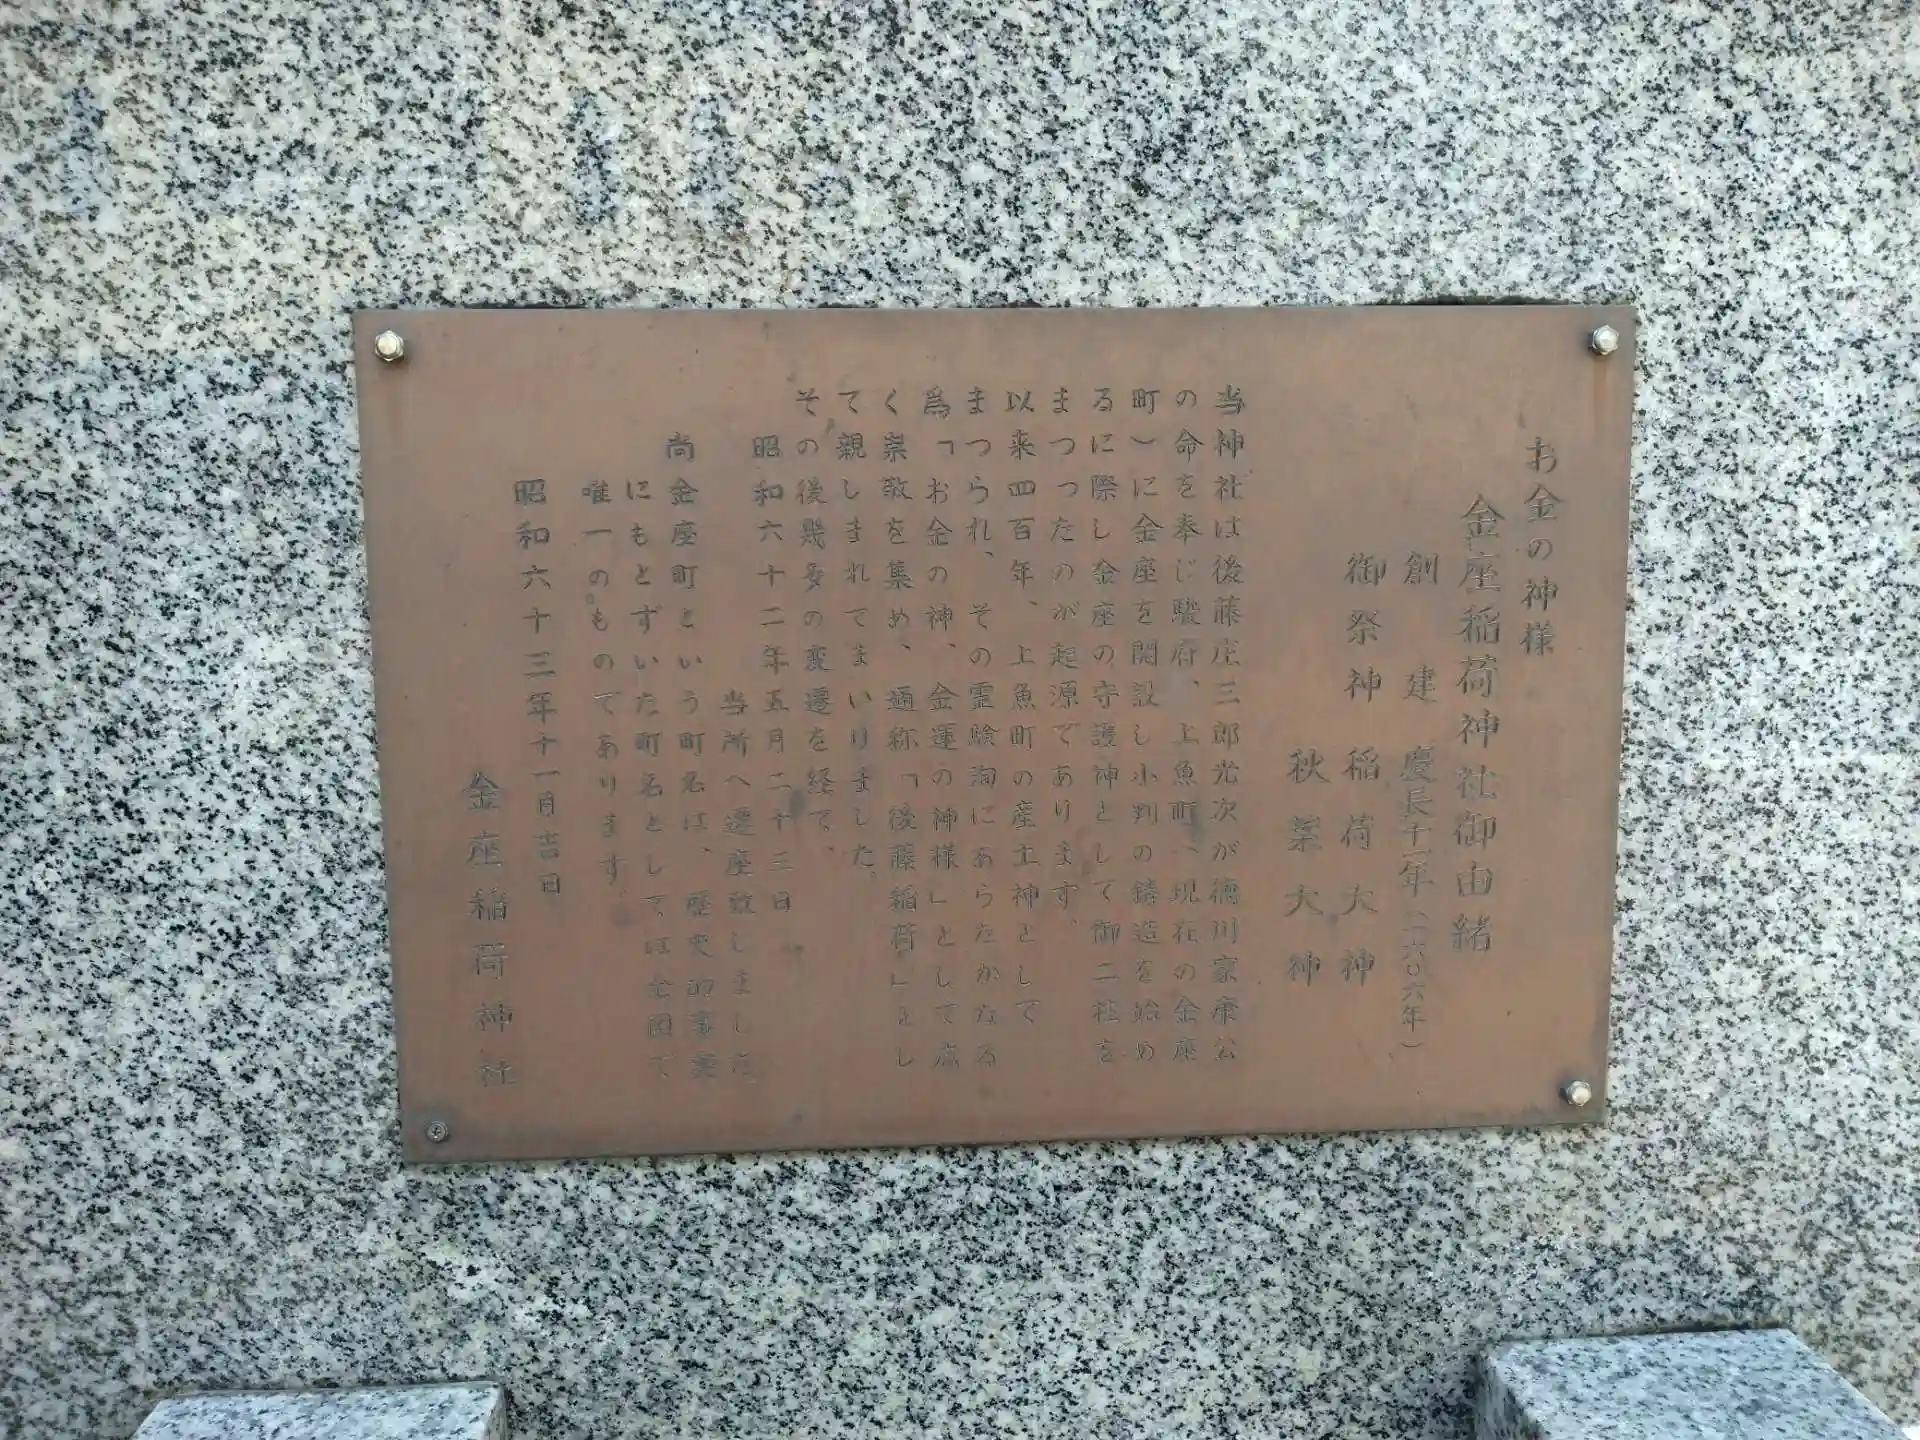 お金の神様
金座稲荷神社御由緒
創建 慶長十一年(一六〇六年)
御祭神 稲荷大神
秋葉大神
当神社は後藤庄三郎光次が徳川家康公
の命を奉じ駿府、上魚町(現在の金座
町)に金座を開設し小判の鋳造を始め
るに際し金座の守護神として御二柱を
まつったのが起源であります。
以来四百年、上魚町の産土神として
まつられ、その霊験洵にあらたかなる
為「お金の神、金運の神様」として広
く崇敬を集め、通称「後藤稲荷」とし
て親しまれてまいりました。
その後幾多の変遷を経て、
昭和六十二年五月二十三日
当所へ遷座致しました
尚金座町という町名は、歴史的事実
にもとずいた町名としては全国で
唯一のものであります。
昭和六十三年十一月吉日
金座稲荷神社